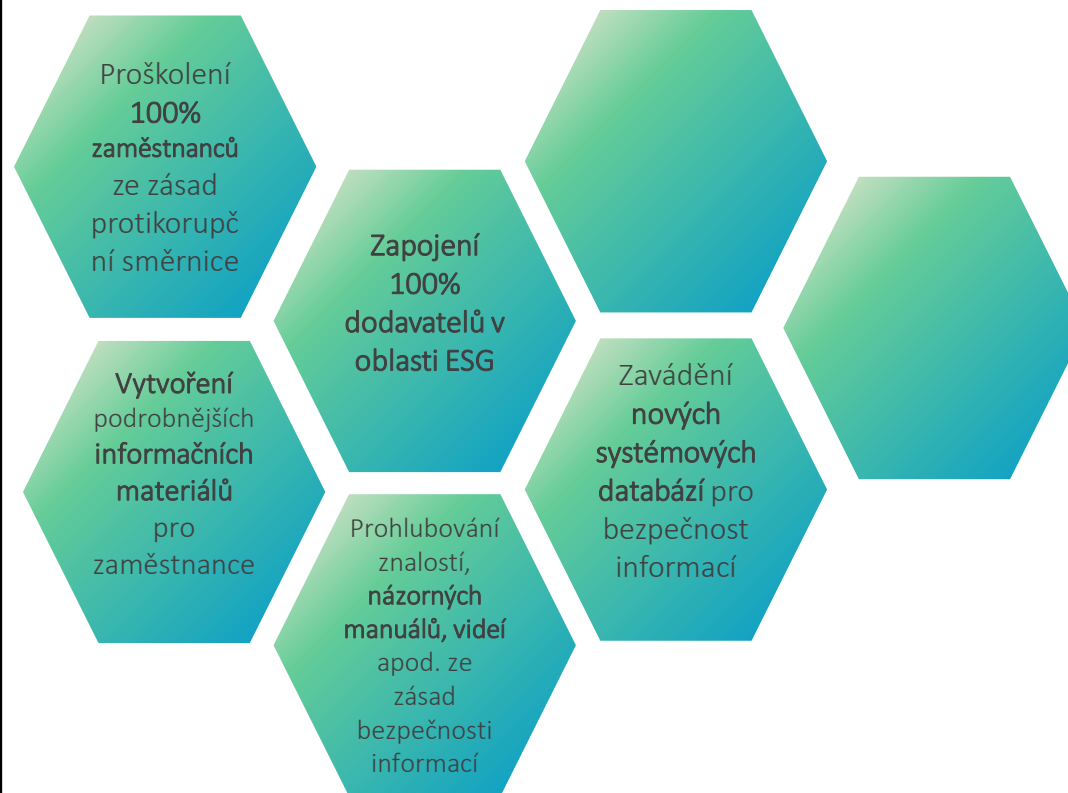 Proškolení
100%
zaměstnanců
ze zásad
protikorupč
ní směrnice
Zapojení
100%
dodavatelů v
oblasti ESG
Vytvoření
podrobnějších
informačních
materiálů
pro
zaměstnance
Prohlubování
znalostí,
názorných
manuálů, videí
apod. ze
zásad
bezpečnosti
informací
Zavádění
nových
systémových
databází pro
bezpečnost
informací